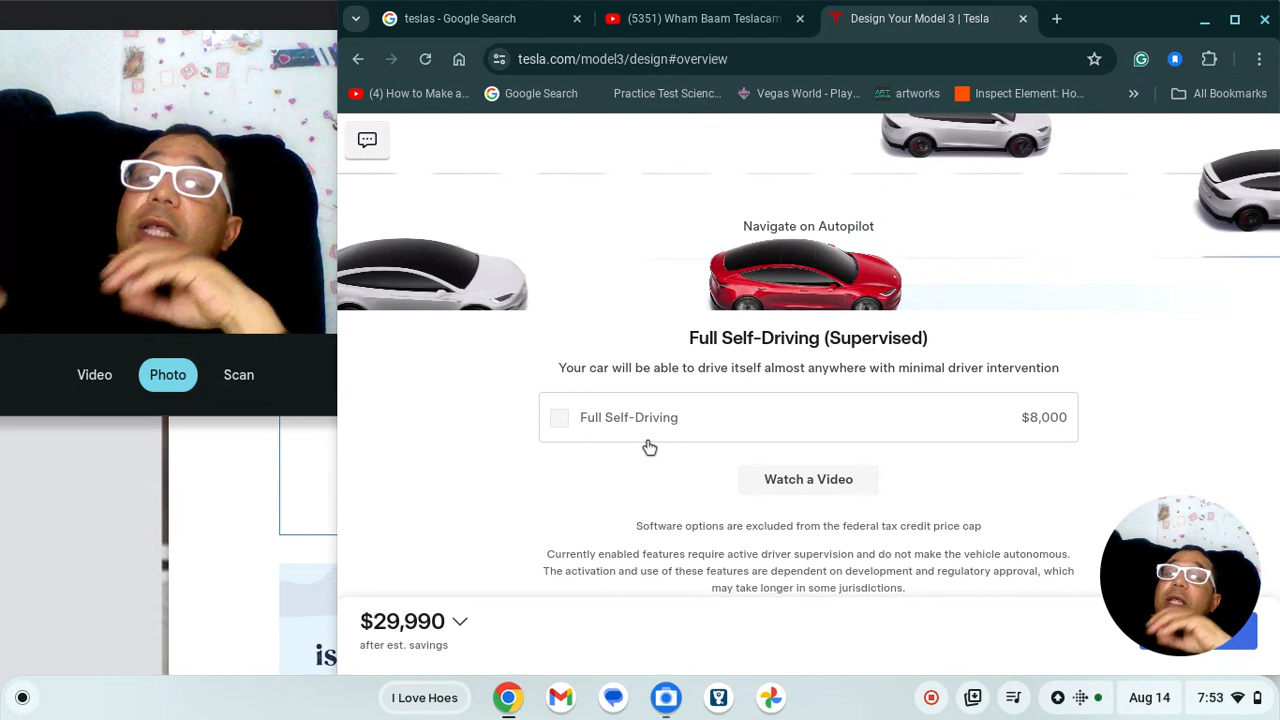 teslas - Google Search
(5351) Wham Baam Teslacam
Design Your Model 3 | Tesla
tesla.com/model3/design#overview
(4) How to Make a...
Google Search
Practice Test Scienc...
Vegas World - Play...
artworks
Inspect Element: Ho...
All Bookmarks
Navigate on Autopilot
Full Self-Driving (Supervised)
Your car will be able to drive itself almost anywhere with minimal driver intervention
Full Self-Driving
$8,000
Watch a Video
Software options are excluded from the federal tax credit price cap
Currently enabled features require active driver supervision and do not make the vehicle autonomous.
The activation and use of these features are dependent on development and regulatory approval, which
may take longer in some jurisdictions.
$29,990
after est. savings
Video
Photo
Scan
is
I Love Hoes
Aug 14
7:53